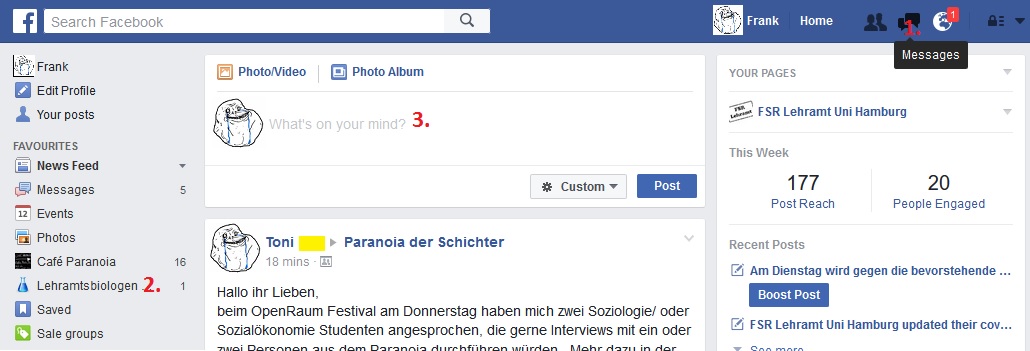 f
Search Facebook
Frank
Home
1
1.
Messages
Frank
Edit Profile
Your posts
FAVOURITES
News Feed
Messages 5
Events
12
Photos
Café Paranoia 16
Lehramtsbiologen 2. 1
Saved
Sale groups
Photo/Video
Photo Album
What's on your mind? 3.
Custom
Post
Toni Paranoia der Schichter
18 mins ·
Hallo ihr Lieben,
beim OpenRaum Festival am Donnerstag haben mich zwei Soziologie/ oder
Sozialökonomie Studenten angesprochen, die gerne Interviews mit ein oder
zwei Personen aus dem Paranoia durchführen würden. Mehr dazu in der
YOUR PAGES
FSR
Lehramt
FSR Lehramt Uni Hamburg
This Week
177 20
Post Reach People Engaged
Recent Posts
Am Dienstag wird gegen die bevorstehende ...
Boost Post
FSR Lehramt Uni Hamburg updated their cov...
See more